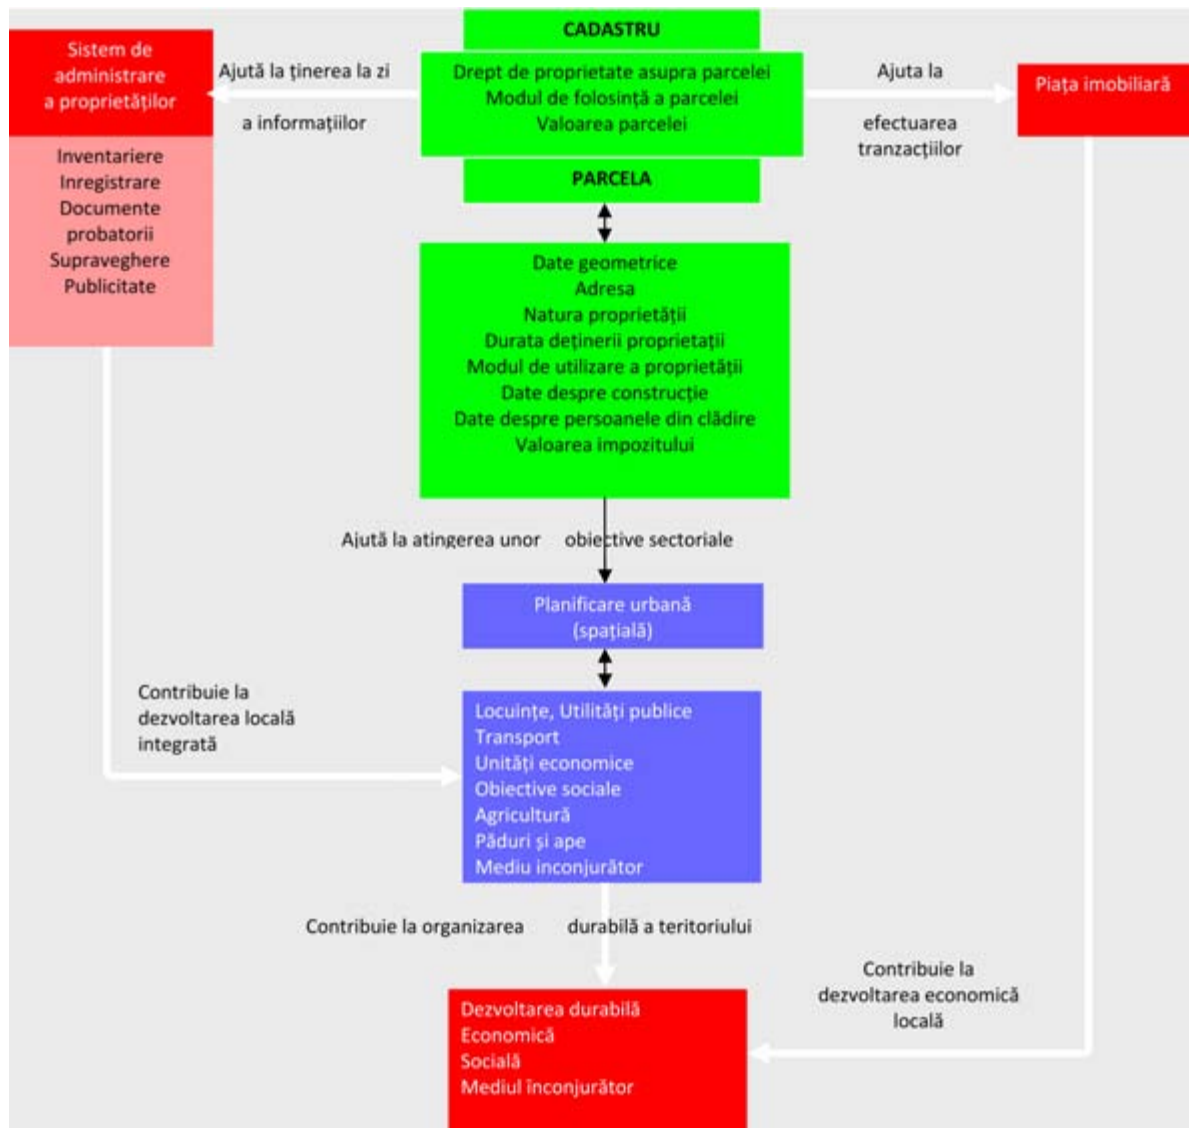 CADASTRU
Sistem de
administrare
a proprietăților
Ajută la ținerea la zi
a informațiilor
Drept de proprietate asupra parcelei
Modul de folosință a parcelei
Valoarea parcelei
Ajuta la
efectuarea
tranzacțiilor
Piața imobiliară
Inventariere
Inregistrare
Documente
probatorii
Supraveghere
Publicitate
PARCELA
Date geometrice
Adresa
Natura proprietății
Durata deținerii proprietații
Modul de utilizare a proprietății
Date despre construcție
Date despre persoanele din clădire
Valoarea impozitului
Ajută la atingerea unor obiective sectoriale
Planificare urbană
(spațială)
Contribuie la
dezvoltarea locală
integrată
Locuințe, Utilități publice
Transport
Unități economice
Obiective sociale
Agricultură
Păduri și ape
Mediu inconjurător
Contribuie la organizarea durabilă a teritoriului
Contribuie la
dezvoltarea economică
locală
Dezvoltarea durabilă
Economică
Socială
Mediul înconjurător